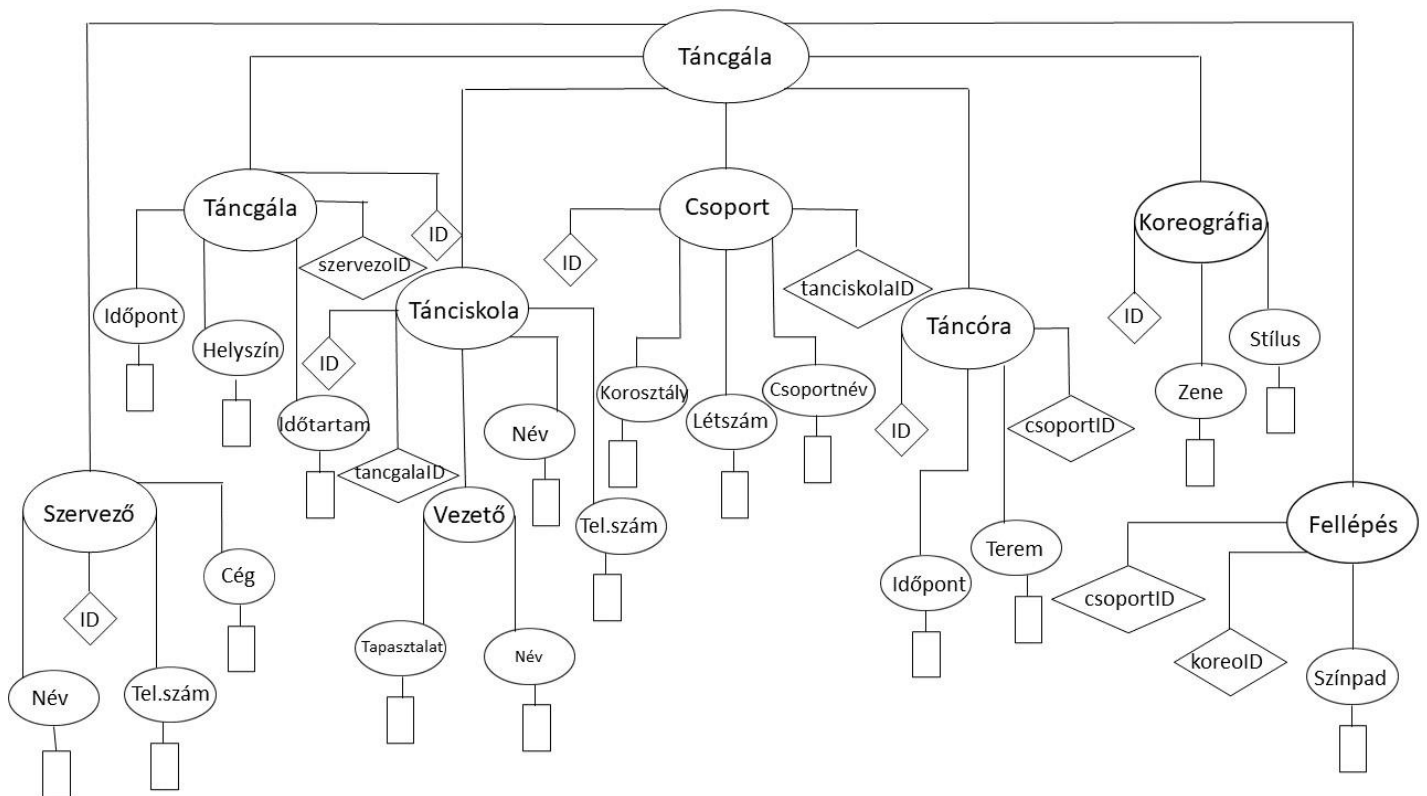 Táncgála
Táncgála
Csoport
Koreográfia
ID
ID
szervezoID
tanciskolaID
Időpont
Tánciskola
ID
Táncóra
Helyszín
ID
Stílus
Korosztály
Csoportnév
Zene
Időtartam
Név
Létszám
ID
csoportID
tancgalaID
Szervező
Vezető
Tel.szám
Fellépés
Cég
Időpont
Terem
ID
csoportID
Tapasztalat
Név
koreoID
Név
Tel.szám
Színpad